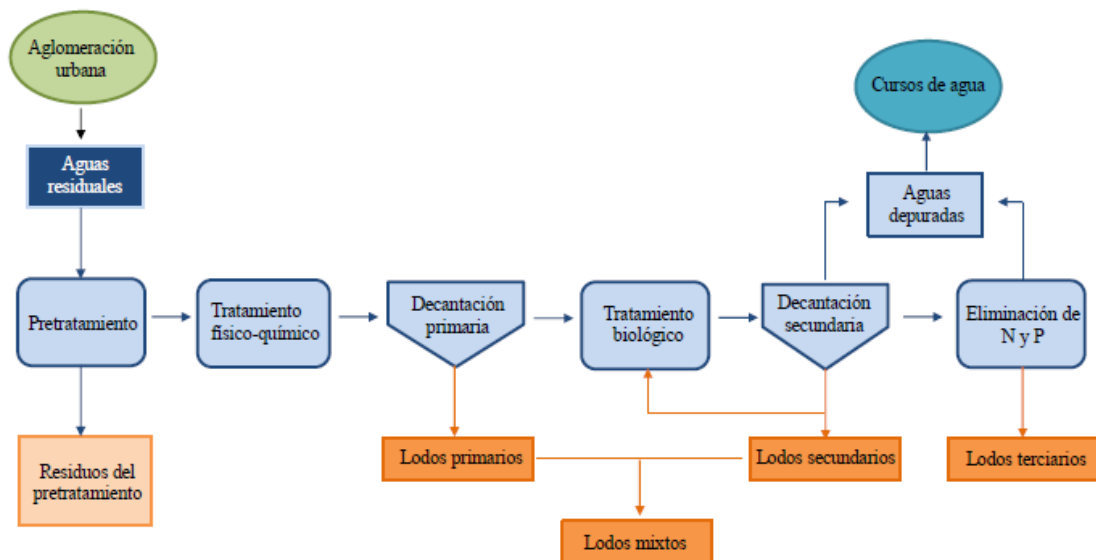 Aglomeración
urbana
Cursos de agua
Aguas
residuales
Aguas
depuradas
Pretratamiento
Tratamiento
físico-químico
Decantación
primaria
Tratamiento
biológico
Decantación
secundaria
Eliminación de
N y P
Residuos del
pretratamiento
Lodos primarios
Lodos secundarios
Lodos terciarios
Lodos mixtos